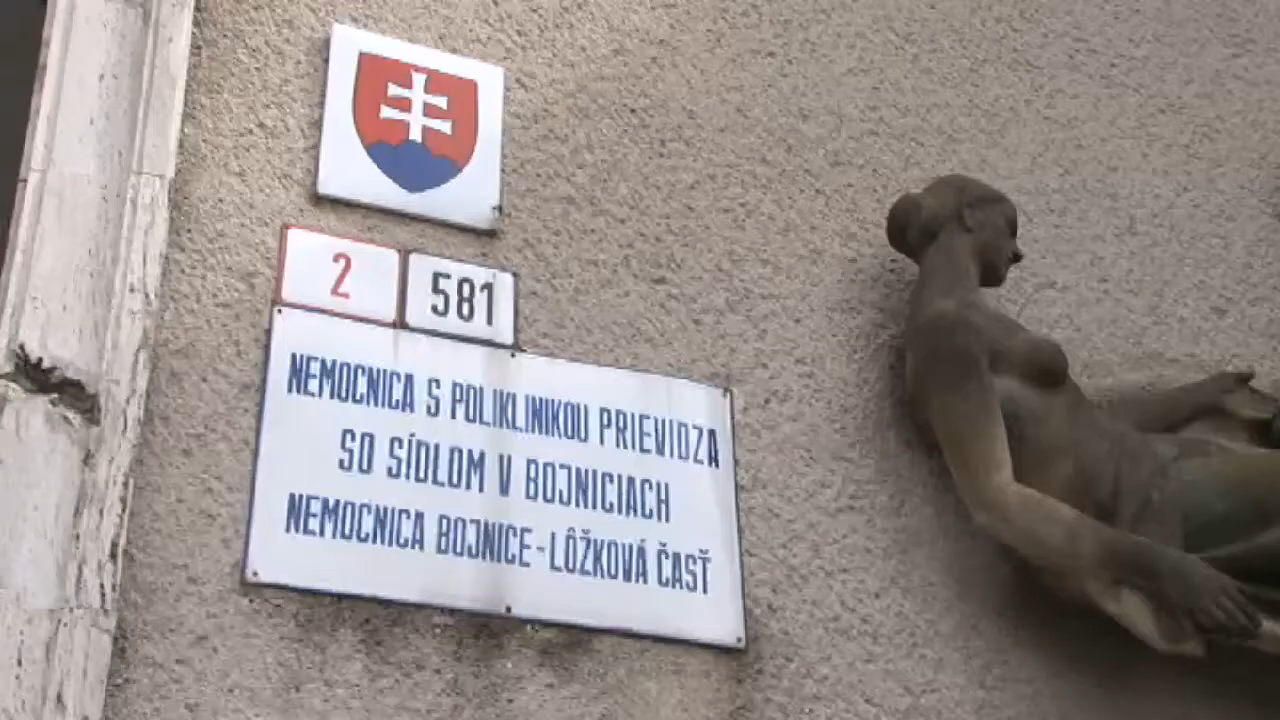 2 581
NEMOCNICA S POLIKLINIKOU PRIEVIDZA
SO SÍDLOM V BOJNICIACH
NEMOCNICA BOJNICE-LÔŽKOVÁ ČASŤ